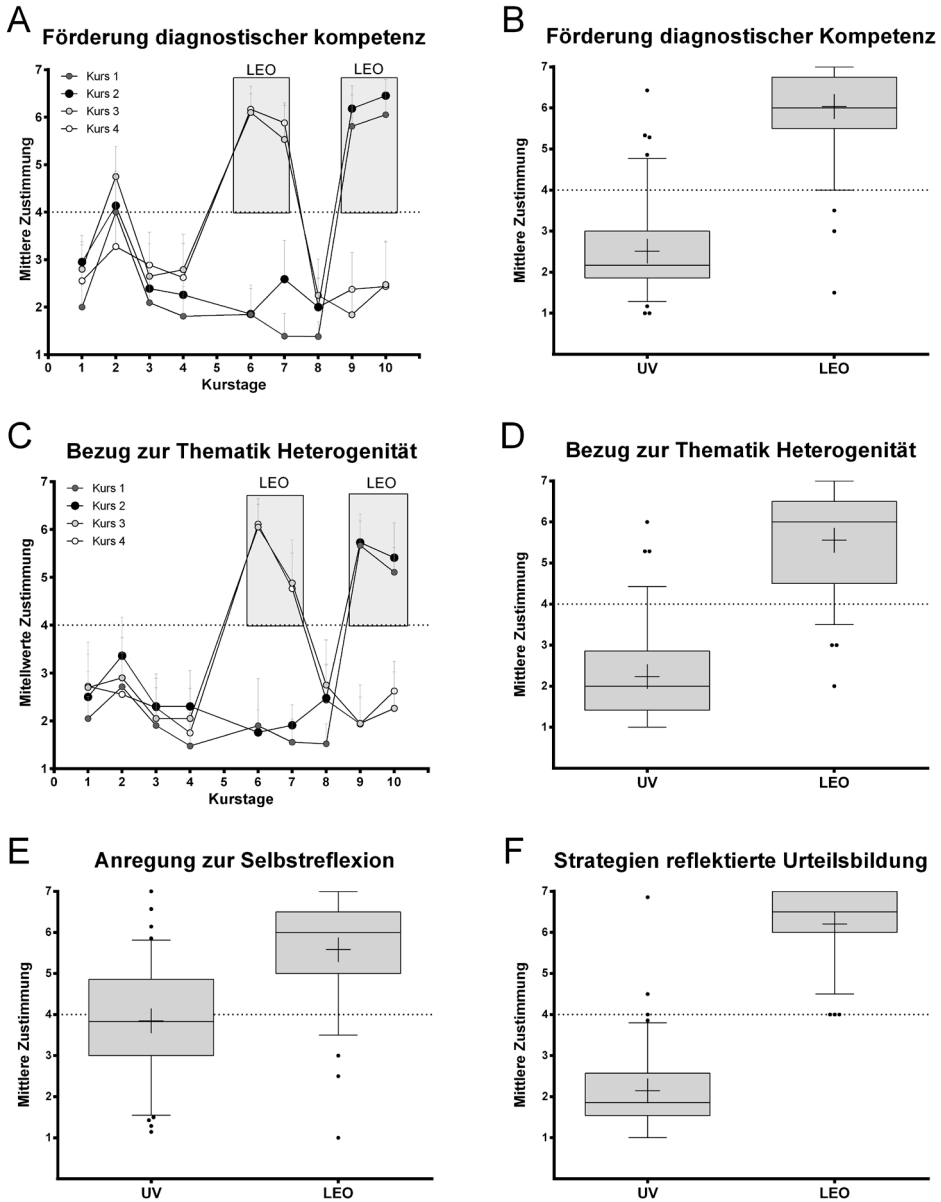 A
Förderung diagnostischer kompetenz
Mittlere Zustimmung
7
6
5
4
3
2
1
Kurs 1
Kurs 2
Kurs 3
Kurs 4
LEO
LEO
0 1 2 3 4 5 6 7 8 9 10
Kurstage
B
Förderung diagnostischer Kompetenz
Mittlere Zustimmung
7
6
5
4
3
2
1
UV LEO
C
Bezug zur Thematik Heterogenität
Mitellwerte Zustimmung
7
6
5
4
3
2
1
Kurs 1
Kurs 2
Kurs 3
Kurs 4
LEO
LEO
0 1 2 3 4 5 6 7 8 9 10
Kurstage
D
Bezug zur Thematik Heterogenität
Mittlere Zustimmung
7
6
5
4
3
2
1
UV LEO
E
Anregung zur Selbstreflexion
Mittlere Zustimmung
7
6
5
4
3
2
1
UV LEO
F
Strategien reflektierte Urteilsbildung
Mittlere Zustimmung
7
6
5
4
3
2
1
UV LEO